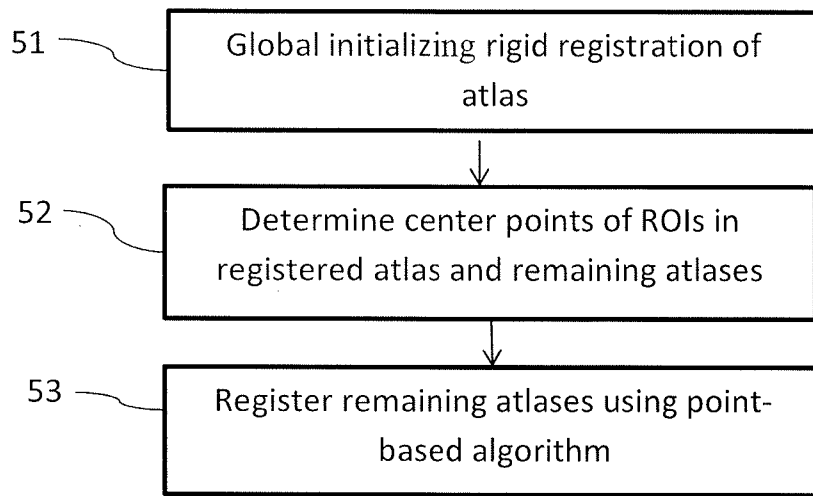 51
Global initializing rigid registration of
atlas
52
Determine center points of ROIs in
registered atlas and remaining atlases
53
Register remaining atlases using point-
based algorithm